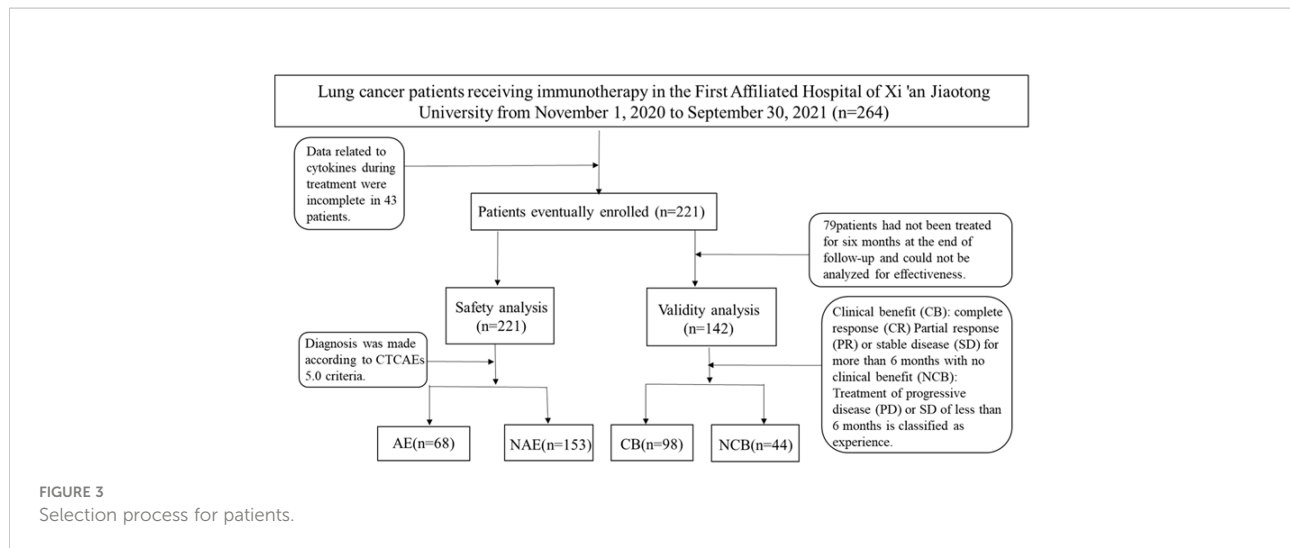 Lung cancer patients receiving immunotherapy in the First Affiliated Hospital of Xi 'an Jiaotong
University from November 1, 2020 to September 30, 2021 (n=264)
Data related to
cytokines during
treatment were
incomplete in 43
patients.
Patients eventually enrolled (n=221)
79patients had not been treated
for six months at the end of
follow-up and could not be
analyzed for effectiveness.
Safety analysis
(n=221)
Validity analysis
(n=142)
Diagnosis was made
according to CTCAEs
5.0 criteria.
Clinical benefit (CB): complete
response (CR) Partial response
(PR) or stable disease (SD) for
more than 6 months with no
clinical benefit (NCB):
Treatment of progressive
disease (PD) or SD of less than
6 months is classified as
experience.
AE(n=68)
NAE(n=153)
CB(n=98)
NCB(n=44)
FIGURE 3
Selection process for patients.